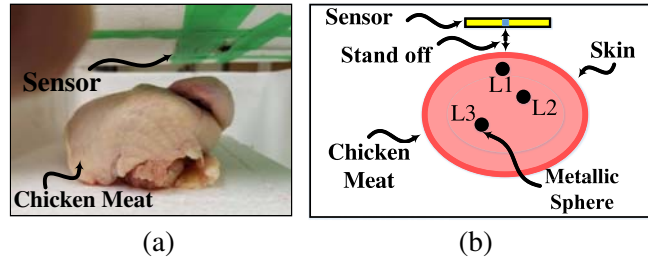 Sensor
Chicken Meat
(a)
Sensor
Stand off
Skin
L1
L2
L3
Chicken
Meat
Metallic
Sphere
(b)